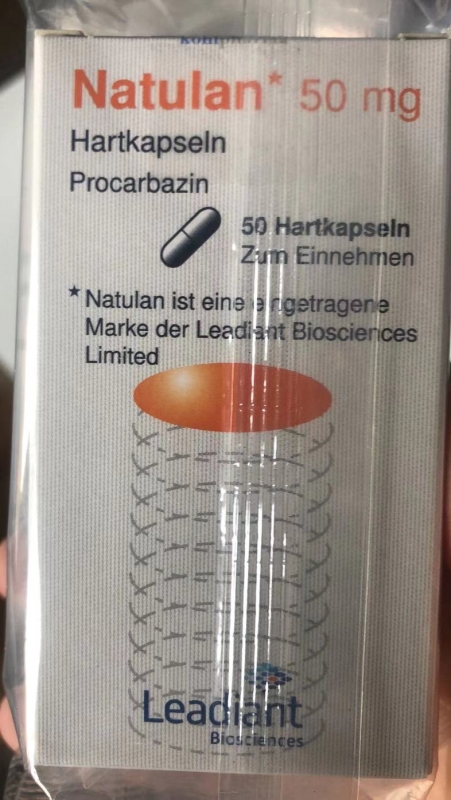 Natulan* 50 mg
Hartkapseln
Procarbazin
50 Hartkapseln
Zum Einnehmen
* Natulan ist eine eingetragene
Marke der Leadiant Biosciences
Limited
Leadiant
Biosciences